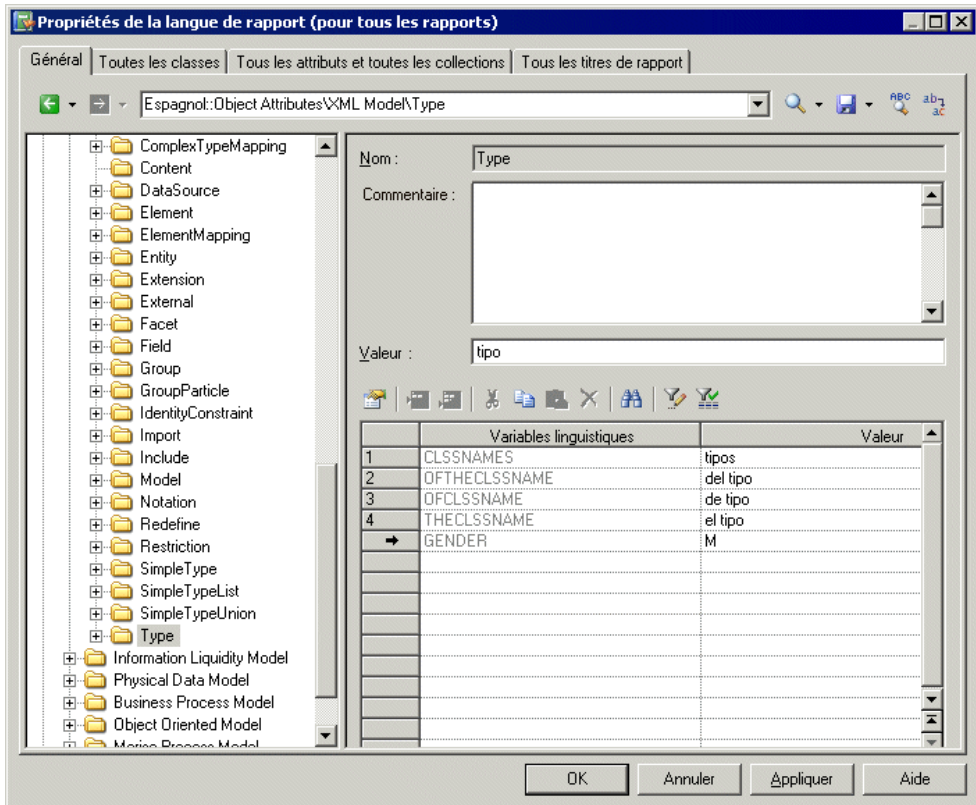 Propriétés de la langue de rapport (pour tous les rapports)
Général Toutes les classes Tous les attributs et toutes les collections Tous les titres de rapport
Espagnol::Object Attributes\XML Model\Type
ComplexTypeMapping
Content
DataSource
Element
ElementMapping
Entity
Extension
External
Facet
Field
Group
GroupParticle
IdentityConstraint
Import
Include
Model
Notation
Redefine
Restriction
SimpleType
SimpleTypeList
SimpleTypeUnion
Type
Information Liquidity Model
Physical Data Model
Business Process Model
Object Oriented Model
Nom : Type
Commentaire :
Valeur : tipo
Variables linguistiques Valeur
1 CLSSNAMES tipos
2 OFTHECLSSNAME del tipo
3 OFCLSSNAME de tipo
4 THECLSSNAME el tipo
GENDER M
OK Annuler Appliquer Aide